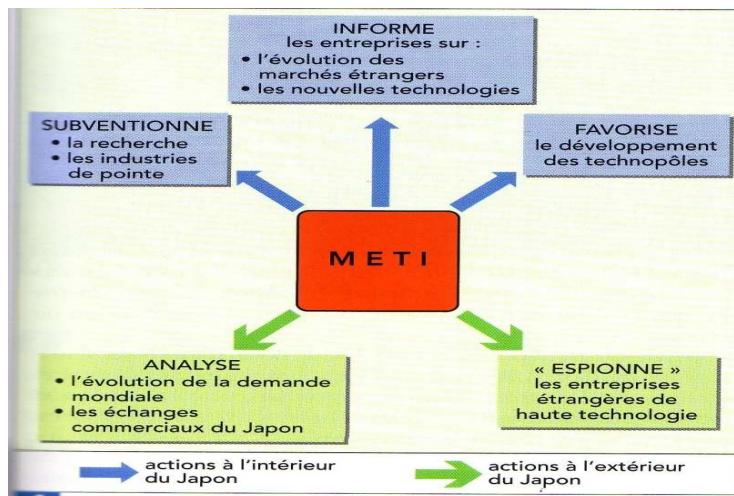 INFORME
les entreprises sur :
• l'évolution des
marchés étrangers
• les nouvelles technologies
SUBVENTIONNE
• la recherche
• les industries
de pointe
FAVORISE
le développement
des technopôles
METI
ANALYSE
• l'évolution de la demande
mondiale
• les échanges
commerciaux du Japon
« ESPIONNE »
les entreprises
étrangères de
haute technologie
actions à l'intérieur
du Japon
actions à l'extérieur
du Japon